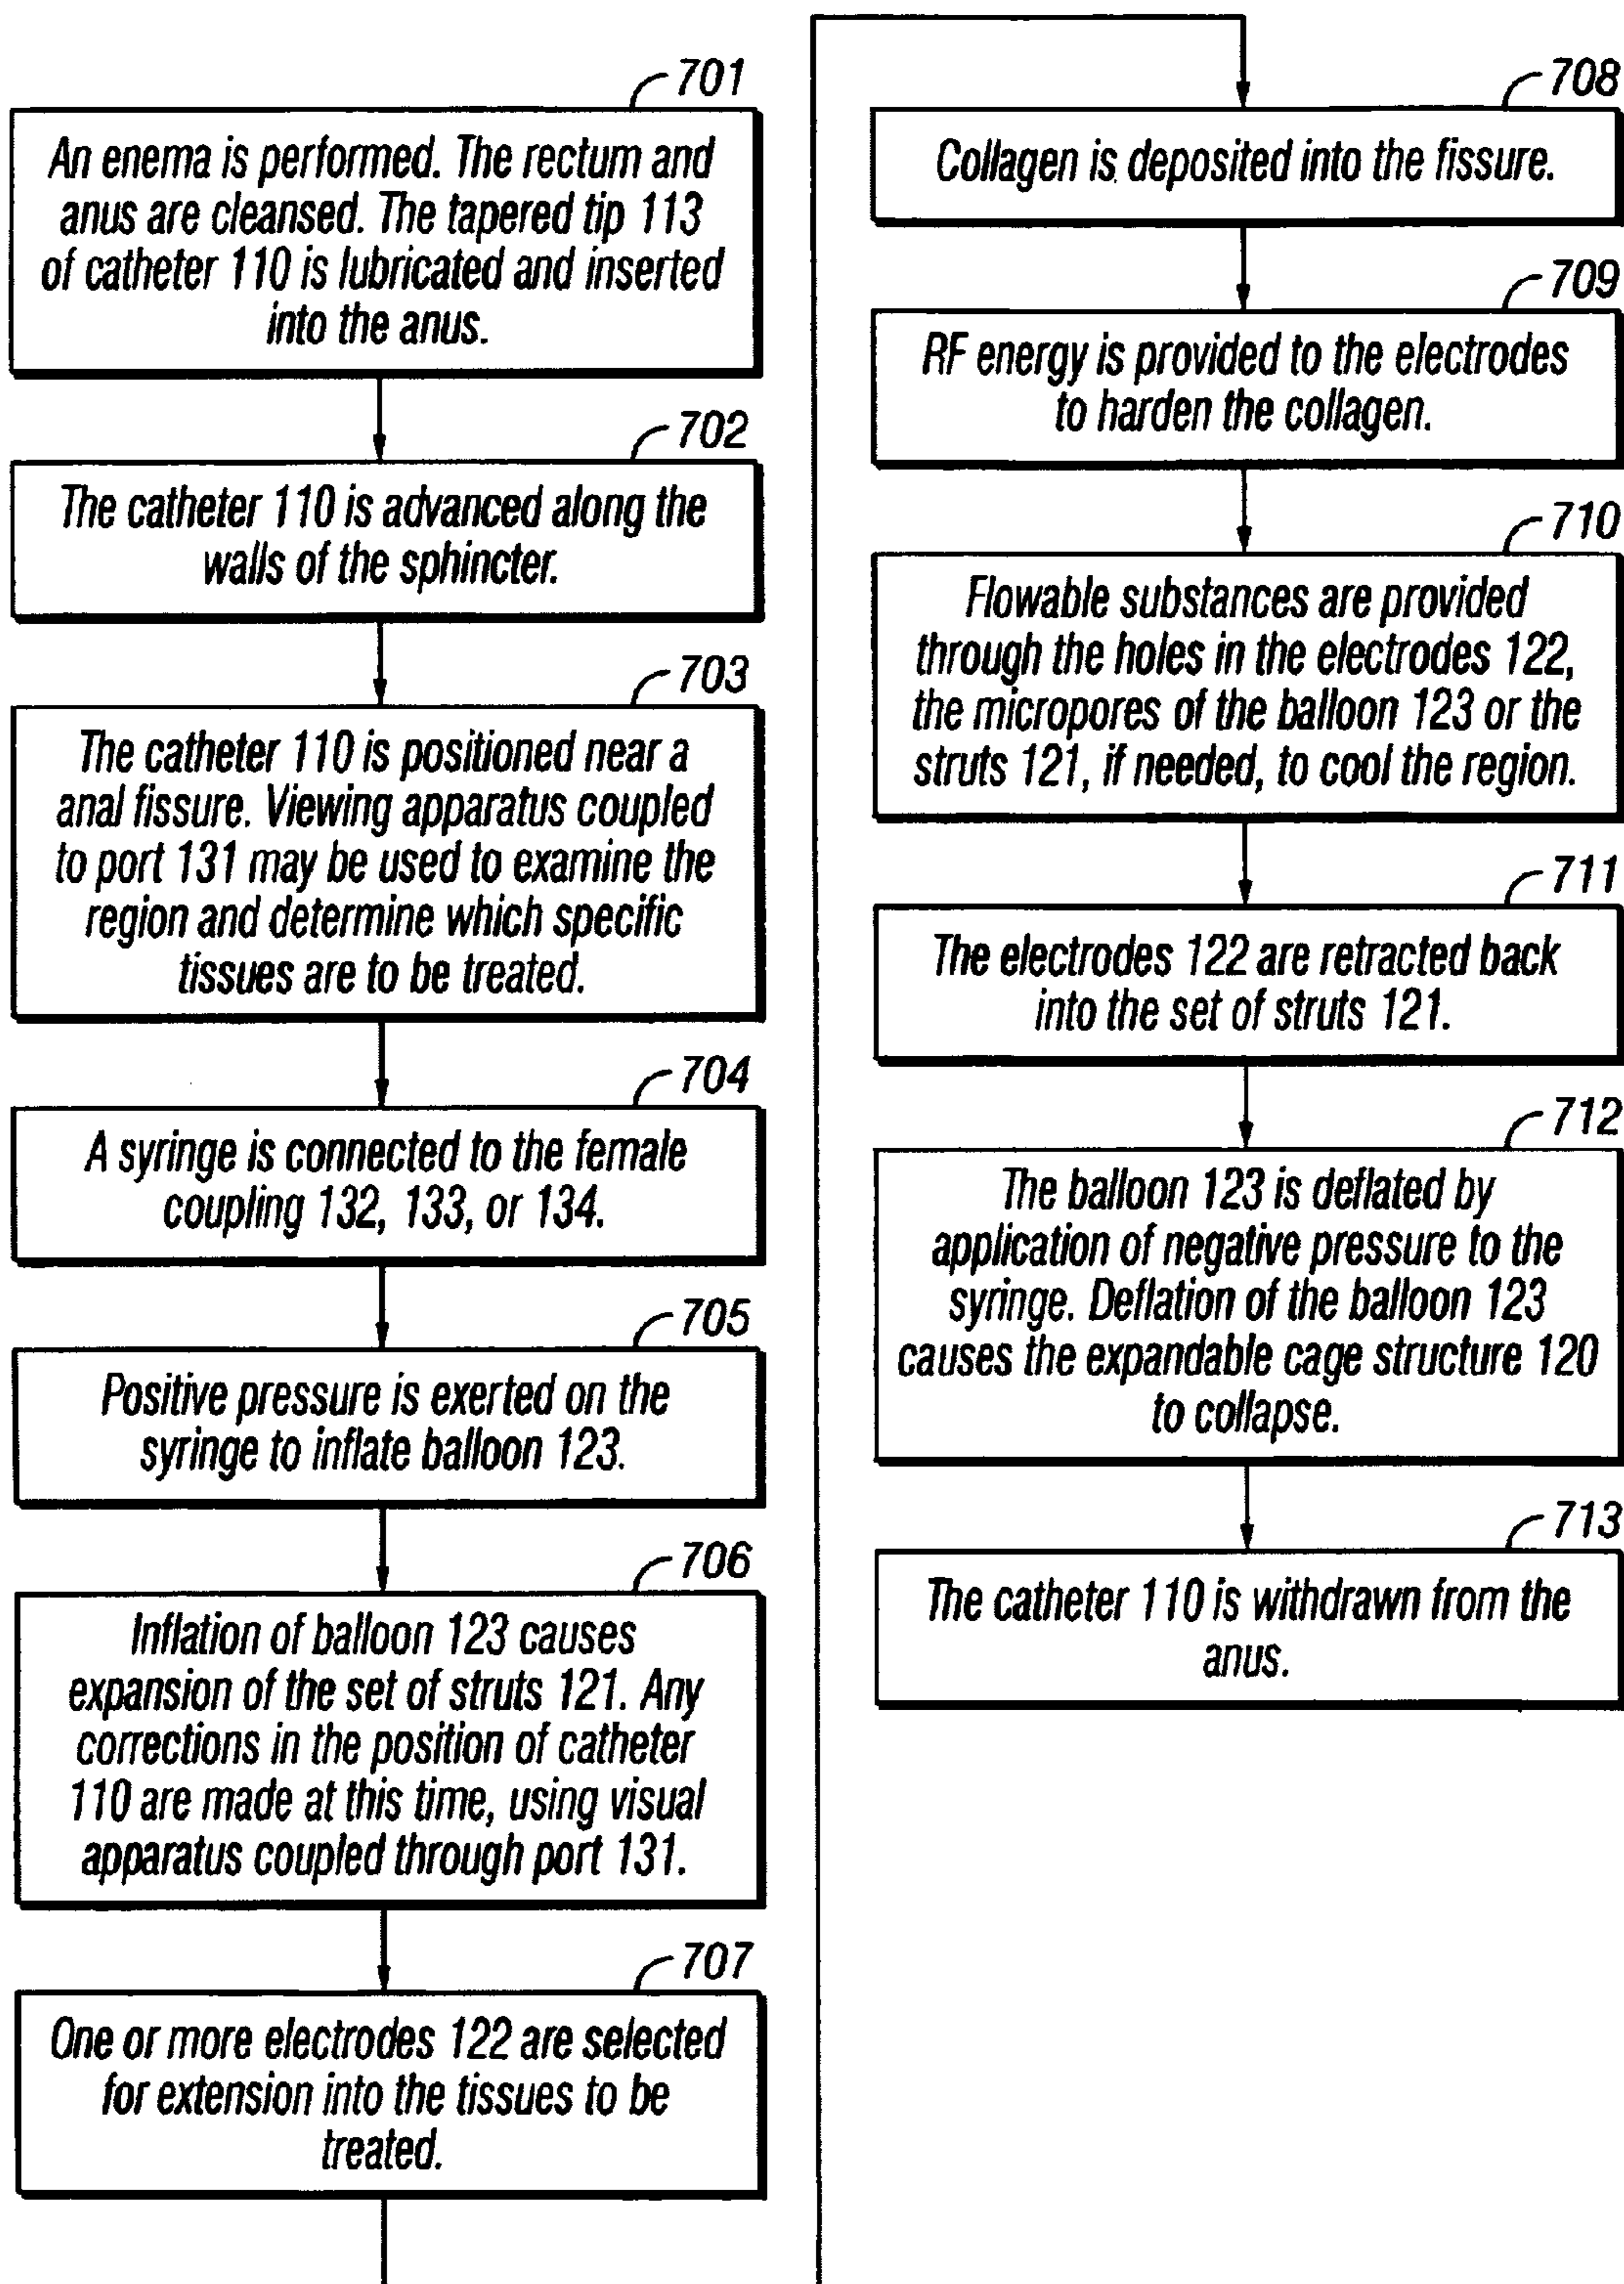 701
An enema is performed. The rectum and
anus are cleansed. The tapered tip 113
of catheter 110 is lubricated and inserted
into the anus.
702
The catheter 110 is advanced along the
walls of the sphincter.
703
The catheter 110 is positioned near a
anal fissure. Viewing apparatus coupled
to port 131 may be used to examine the
region and determine which specific
tissues are to be treated.
704
A syringe is connected to the female
coupling 132, 133, or 134.
705
Positive pressure is exerted on the
syringe to inflate balloon 123.
706
Inflation of balloon 123 causes
expansion of the set of struts 121. Any
corrections in the position of catheter
110 are made at this time, using visual
apparatus coupled through port 131.
707
One or more electrodes 122 are selected
for extension into the tissues to be
treated.
708
Collagen is deposited into the fissure.
709
RF energy is provided to the electrodes
to harden the collagen.
710
Flowable substances are provided
through the holes in the electrodes 122,
the micropores of the balloon 123 or the
struts 121, if needed, to cool the region.
711
The electrodes 122 are retracted back
into the set of struts 121.
712
The balloon 123 is deflated by
application of negative pressure to the
syringe. Deflation of the balloon 123
causes the expandable cage structure 120
to collapse.
713
The catheter 110 is withdrawn from the
anus.